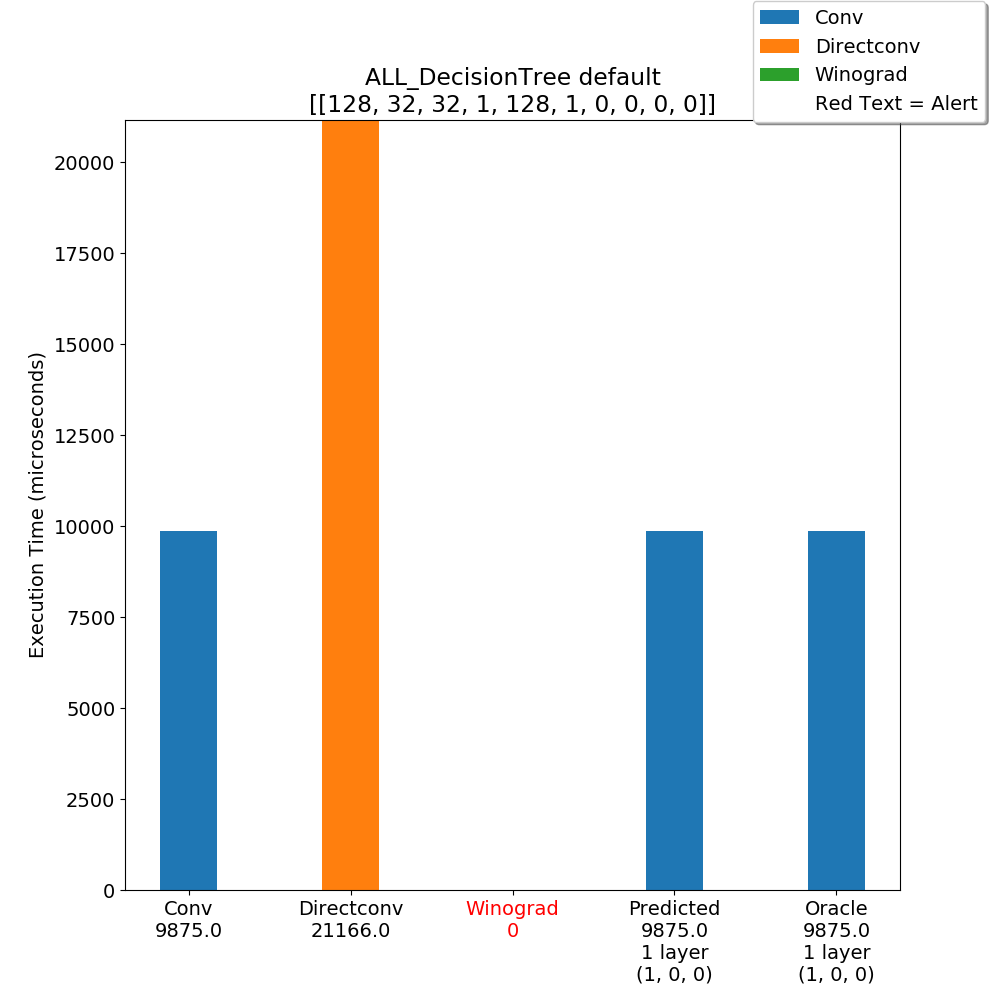 Conv
Directconv
Winograd
Red Text = Alert
ALL_DecisionTree default
[[128, 32, 32, 1, 128, 1, 0, 0, 0, 0]]
Execution Time (microseconds)
20000
17500
15000
12500
10000
7500
5000
2500
0
Conv
9875.0
Directconv
21166.0
Winograd
0
Predicted
9875.0
1 layer
(1, 0, 0)
Oracle
9875.0
1 layer
(1, 0, 0)